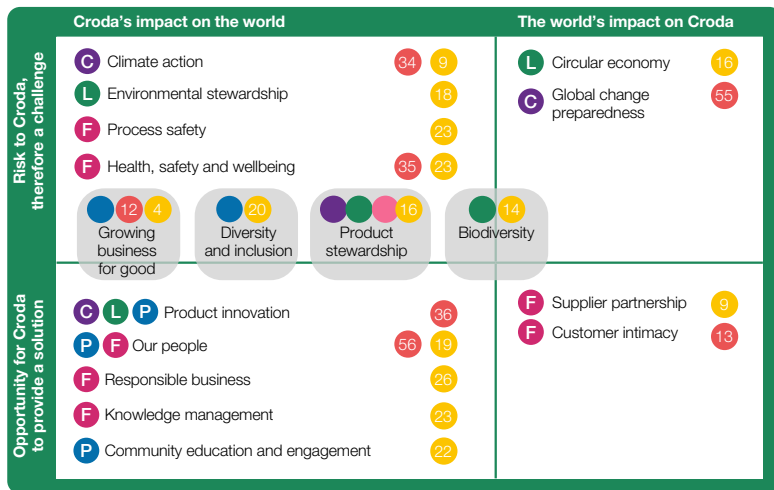 Croda's impact on the world
The world's impact on Croda
Risk to Croda,
therefore a challenge
C Climate action 34 9
L Environmental stewardship 18
F Process safety 23
F Health, safety and wellbeing 35 23
L Circular economy 16
C Global change 55
preparedness
12 4
Growing
business
for good
20
Diversity
and inclusion
16
Product
stewardship
14
Biodiversity
Opportunity for Croda
to provide a solution
C L P Product innovation 36
P F Our people 56 19
F Responsible business 26
F Knowledge management 23
P Community education and engagement 22
F Supplier partnership 9
F Customer intimacy 13